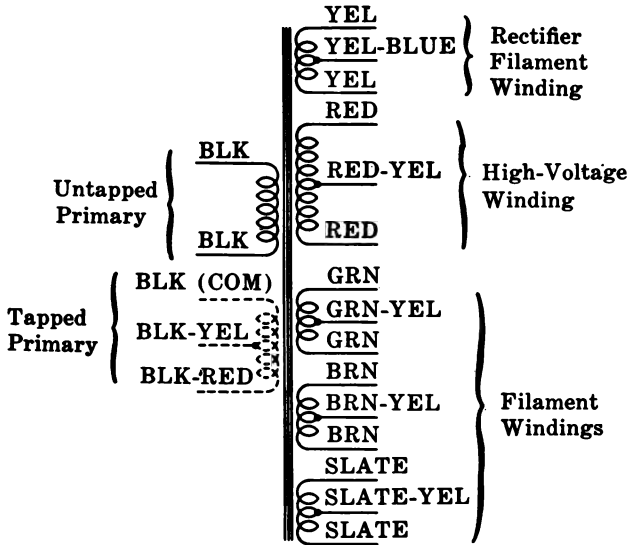 YEL
YEL-BLUE
YEL
Rectifier
Filament
Winding
RED
RED-YEL
RED
High-Voltage
Winding
BLK
BLK
Untapped
Primary
BLK (COM)
BLK-YEL
BLK-RED
Tapped
Primary
GRN
GRN-YEL
GRN
BRN
BRN-YEL
BRN
SLATE
SLATE-YEL
SLATE
Filament
Windings